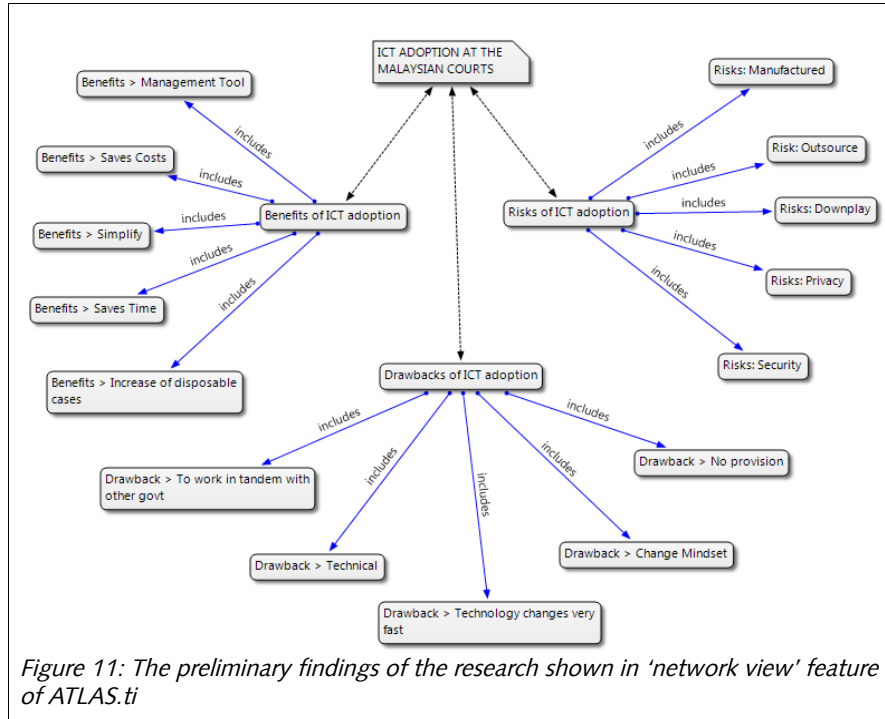 ICT ADOPTION AT THE
MALAYSIAN COURTS
Benefits > Management Tool
includes
Benefits > Saves Costs
includes
Benefits > Simplify
includes
Benefits of ICT adoption
includes
Benefits > Saves Time
includes
Benefits > Increase of disposable
cases
Risks: Manufactured
includes
Risk: Outsource
includes
Risks of ICT adoption
includes
Risks: Downplay
includes
Risks: Privacy
includes
Risks: Security
Drawbacks of ICT adoption
includes
Drawback > To work in tandem with
other govt
includes
Drawback > Technical
includes
Drawback > Technology changes very
fast
includes
Drawback > Change Mindset
includes
Drawback > No provision
Figure 11: The preliminary findings of the research shown in ‘network view’ feature
of ATLAS.ti